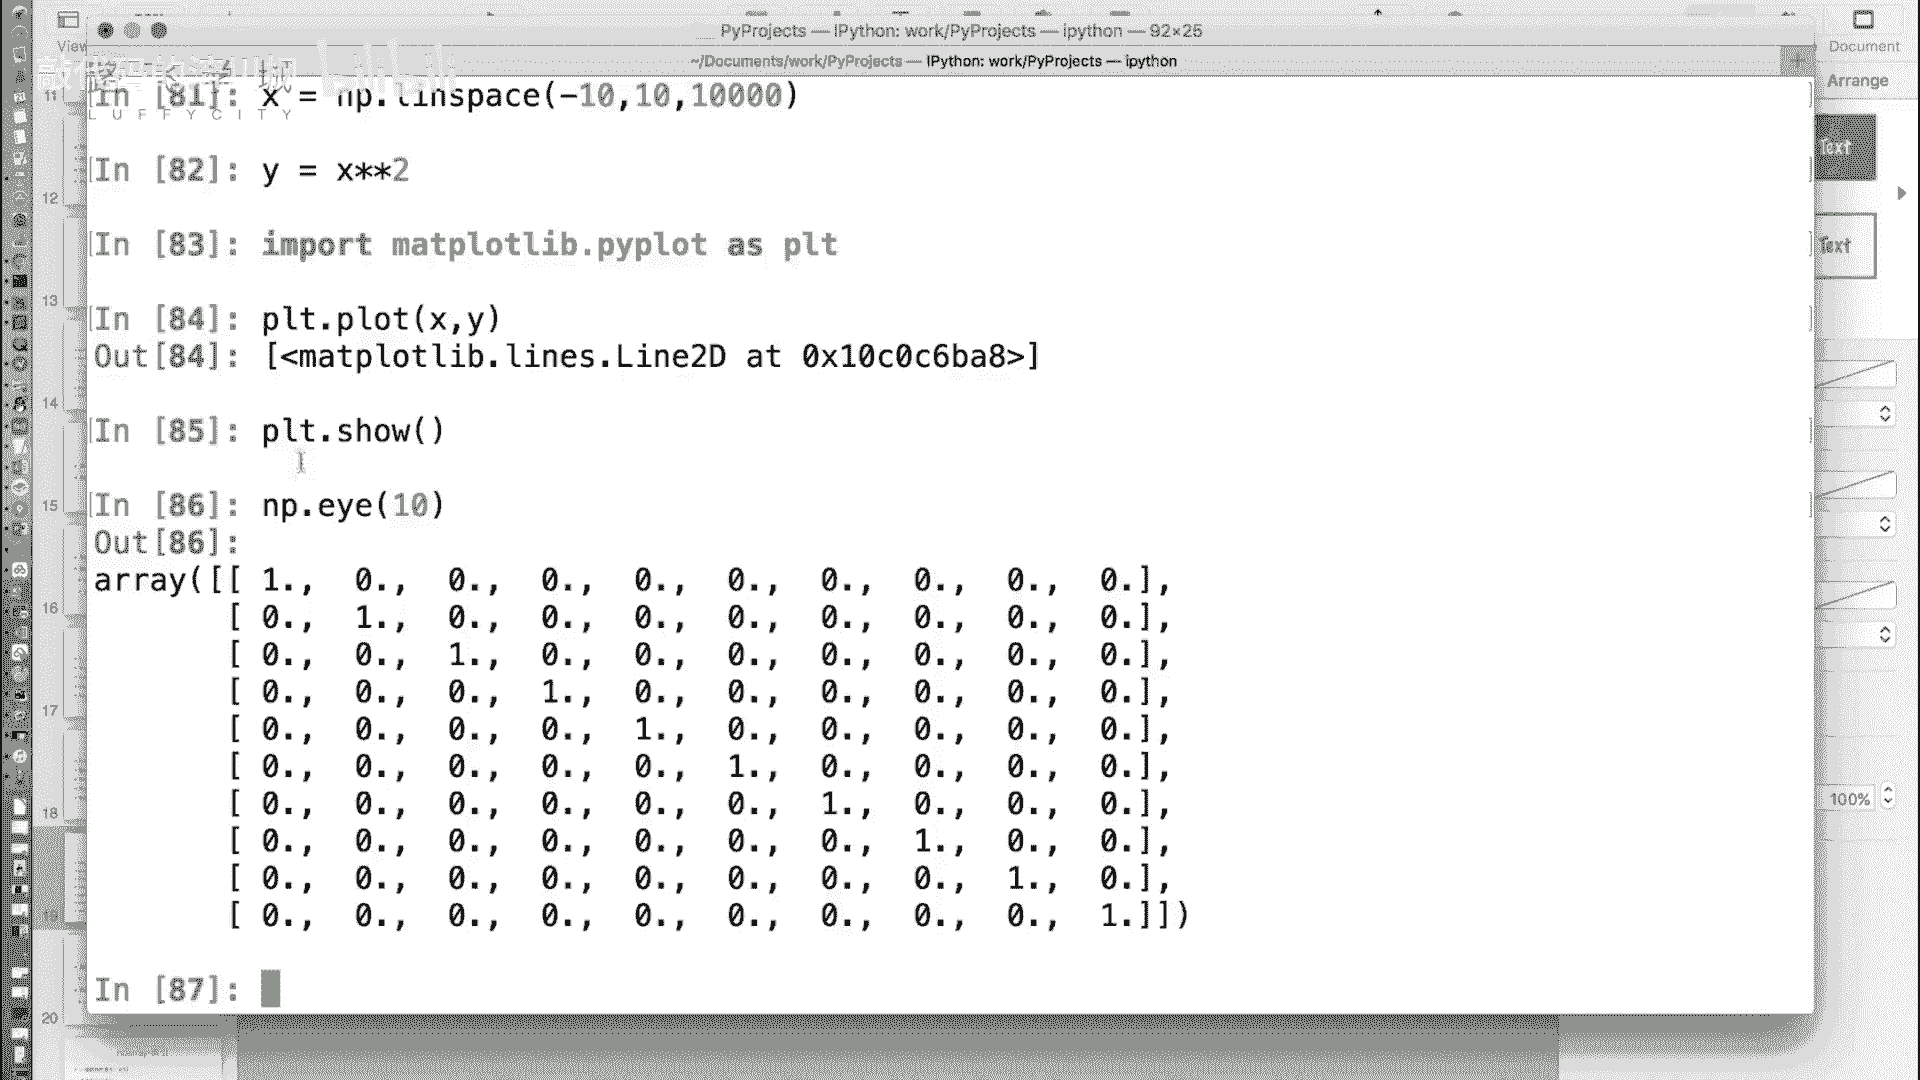 PyProjects — IPython: work/PyProjects — ipython — 92×25
View
Document
~/Documents/work/PyProjects — IPython: work/PyProjects — ipython
Arrange
LUFFYCITY
In [81]: x = np.linspace(-10,10,10000)
In [82]: y = x**2
In [83]: import matplotlib.pyplot as plt
In [84]: plt.plot(x,y)
Out[84]: [<matplotlib.lines.Line2D at 0x10c0c6ba8>]
In [85]: plt.show()
In [86]: np.eye(10)
Out[86]:
array([[ 1., 0., 0., 0., 0., 0., 0., 0., 0., 0.],
[ 0., 1., 0., 0., 0., 0., 0., 0., 0., 0.],
[ 0., 0., 1., 0., 0., 0., 0., 0., 0., 0.],
[ 0., 0., 0., 1., 0., 0., 0., 0., 0., 0.],
[ 0., 0., 0., 0., 1., 0., 0., 0., 0., 0.],
[ 0., 0., 0., 0., 0., 1., 0., 0., 0., 0.],
[ 0., 0., 0., 0., 0., 0., 1., 0., 0., 0.],
[ 0., 0., 0., 0., 0., 0., 0., 1., 0., 0.],
[ 0., 0., 0., 0., 0., 0., 0., 0., 1., 0.],
[ 0., 0., 0., 0., 0., 0., 0., 0., 0., 1.]])
In [87]:
11
12
13
14
15
16
17
18
19
20
Text
Text
100%